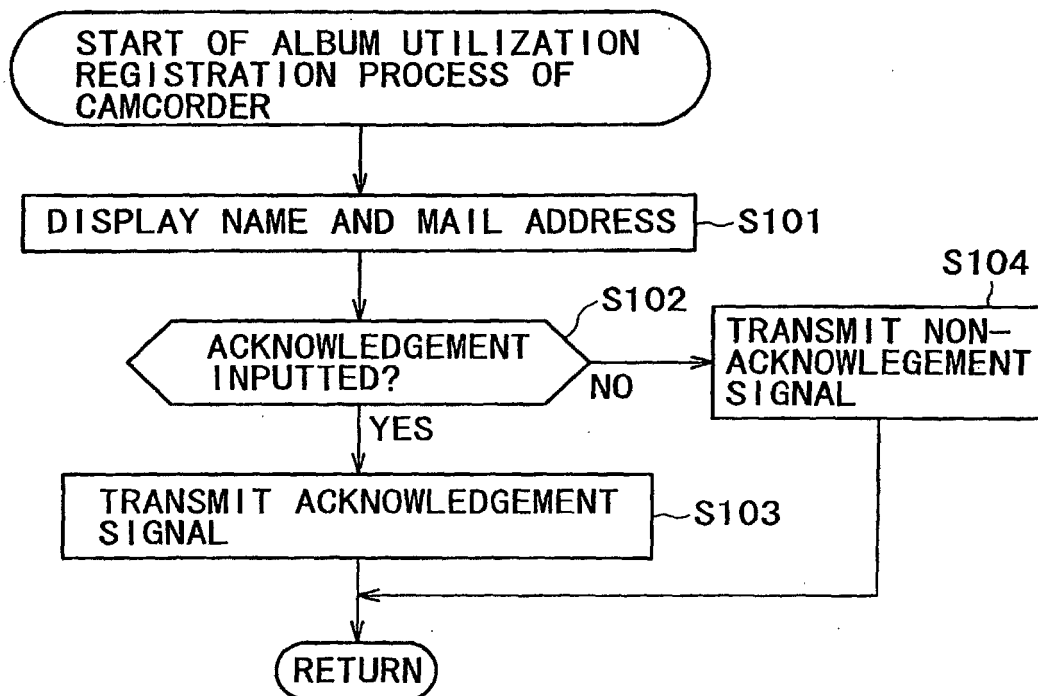 START OF ALBUM UTILIZATION
REGISTRATION PROCESS OF
CAMCORDER
DISPLAY NAME AND MAIL ADDRESS
S101
S104
S102
ACKNOWLEDGEMENT
INPUTTED?
NO
TRANSMIT NON-
ACKNOWLEGEMENT
SIGNAL
YES
TRANSMIT ACKNOWLEDGEMENT
SIGNAL
S103
RETURN